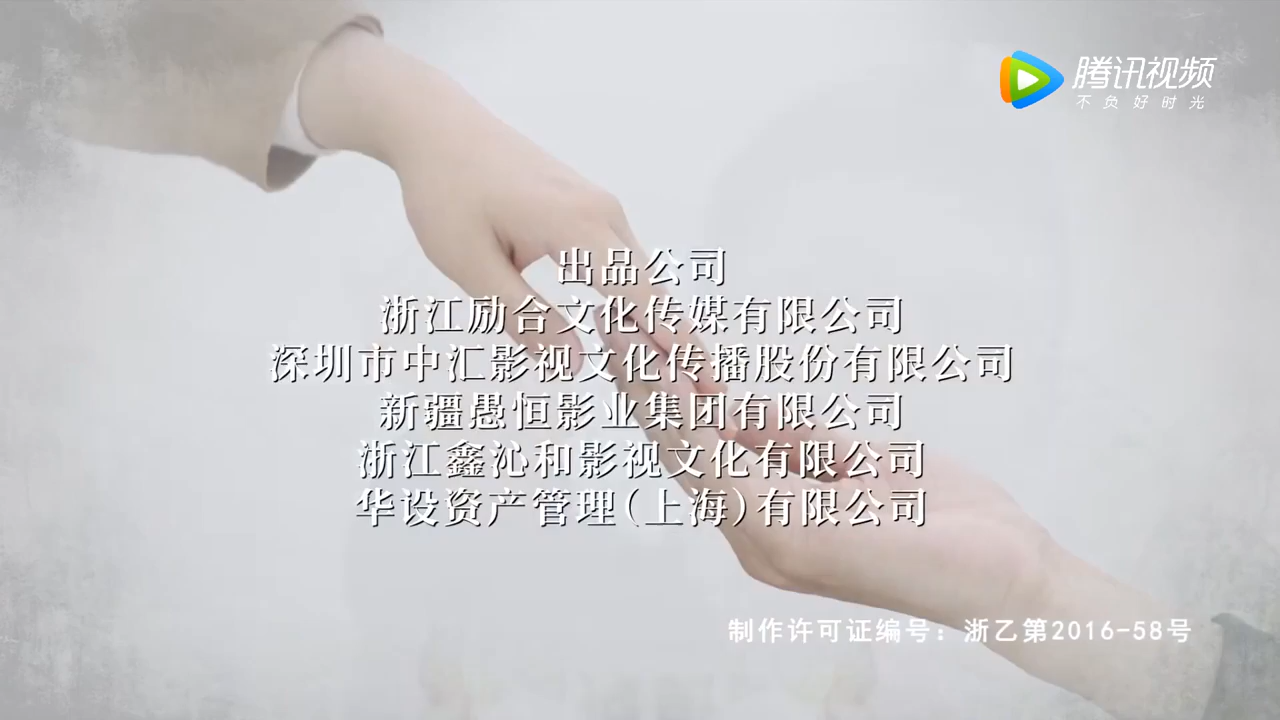 腾讯视频
不负好时光
出品公司
浙江励合文化传媒有限公司
深圳市中汇影视文化传播股份有限公司
新疆愚恒影业集团有限公司
浙江鑫沁和影视文化有限公司
华设资产管理(上海)有限公司
制作许可证编号：浙乙第2016-58号